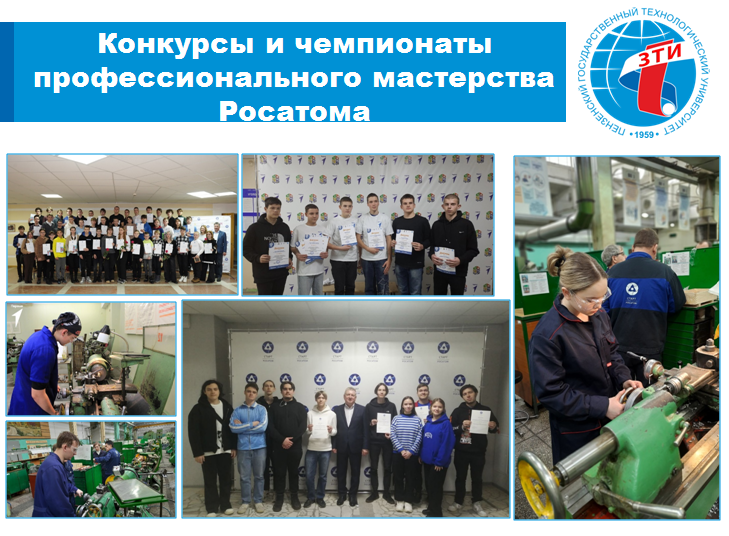 Конкурсы и чемпионаты
профессионального мастерства
Росатома
ПЕНЗЕНСКИЙ ГОСУДАРСТВЕННЫЙ ТЕХНОЛОГИЧЕСКИЙ УНИВЕРСИТЕТ
ЗТИ
• 1959 •